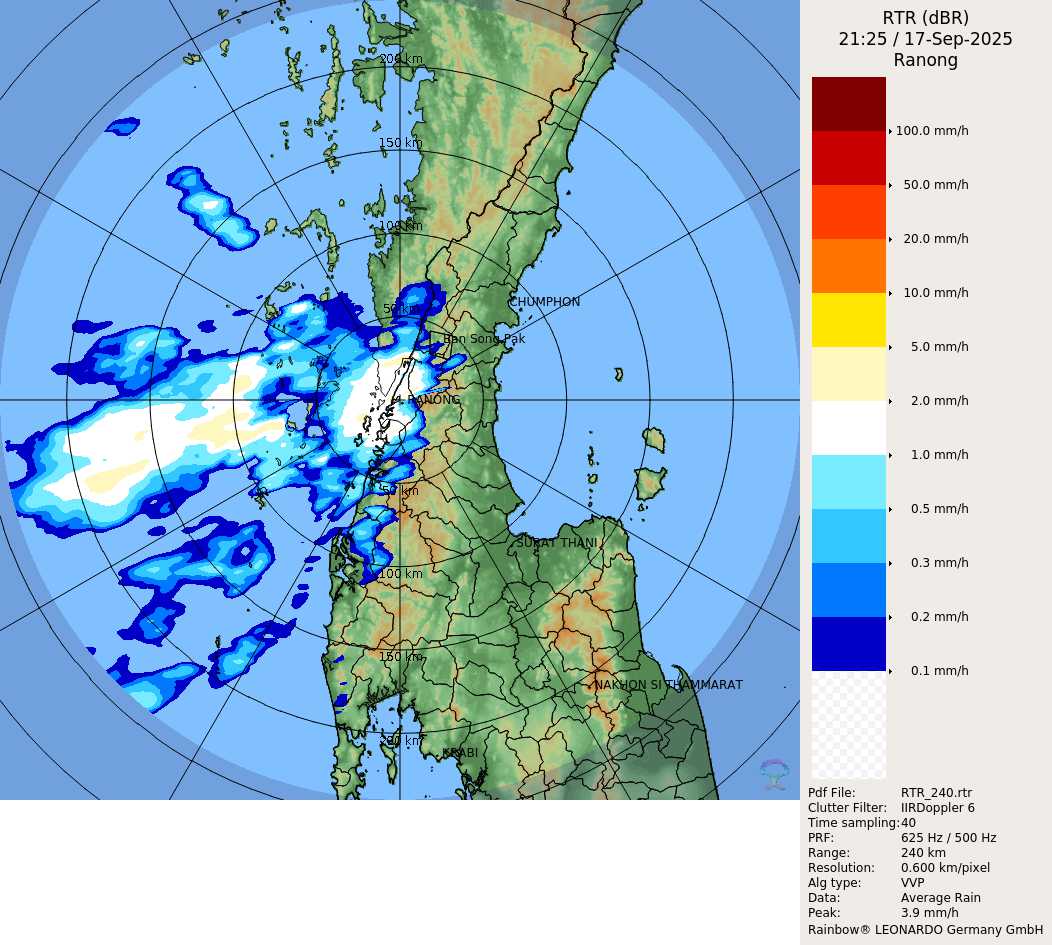 RTR (dBR)
21:25 / 17-Sep-2025
Ranong
100.0 mm/h
50.0 mm/h
20.0 mm/h
10.0 mm/h
5.0 mm/h
2.0 mm/h
1.0 mm/h
0.5 mm/h
0.3 mm/h
0.2 mm/h
0.1 mm/h
200 km
150 km
100 km
50 km
CHUMPHON
Ban Song Pak
RANONG
50 km
SURAT THANI
100 km
150 km
NAKHON SI THAMMARAT
200 km
KRABI
Pdf File: RTR_240.rtr
Clutter Filter: IIRDoppler 6
Time sampling:40
PRF: 625 Hz / 500 Hz
Range: 240 km
Resolution: 0.600 km/pixel
Alg type: VVP
Data: Average Rain
Peak: 3.9 mm/h
Rainbow® LEONARDO Germany GmbH